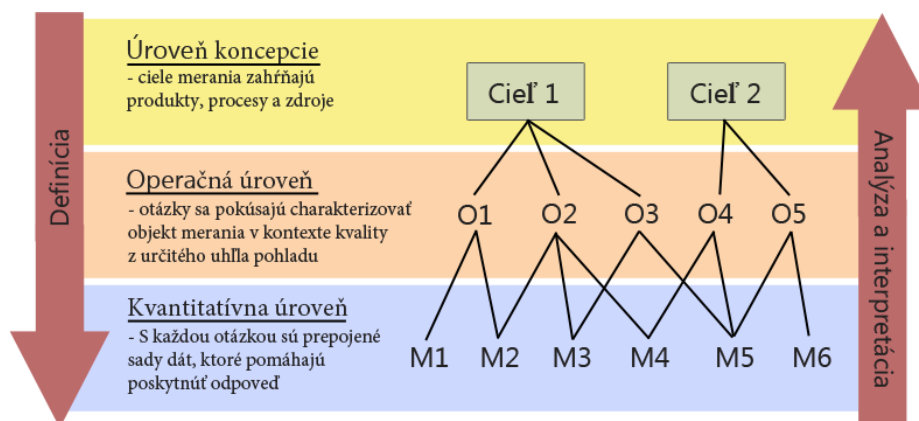 Definícia
Úroveň koncepcie
- ciele merania zahŕňajú
produkty, procesy a zdroje
Cieľ 1
Cieľ 2
Operačná úroveň
- otázky sa pokúsajú charakterizovať
objekt merania v kontexte kvality
z určitého uhľla pohladu
O1 O2 O3 O4 O5
Kvantitatívna úroveň
- S každou otázkou sú prepojené
sady dát, ktoré pomáhajú
poskytnúť odpoveď
M1 M2 M3 M4 M5 M6
Analýza a interpretácia